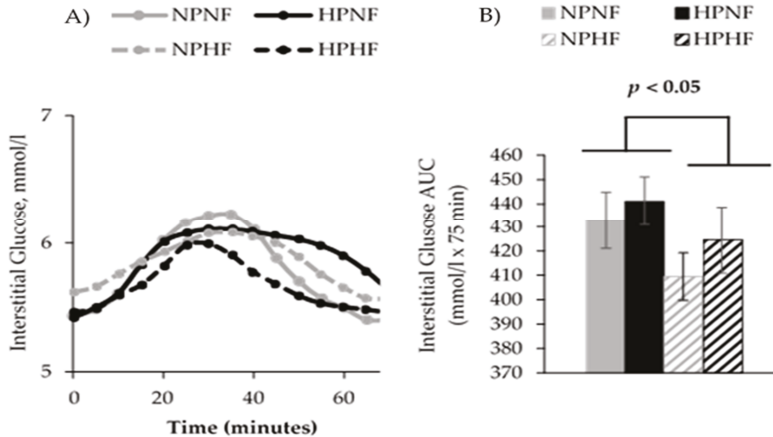 A)
NPNF HPNF
NPHF HPHF
Interstitial Glucose, mmol/l
7
6
5
0 20 40 60
Time (minutes)
B)
NPNF HPNF
NPHF HPHF
p < 0.05
Interstitial Glusose AUC
(mmol/l x 75 min)
460
450
440
430
420
410
400
390
380
370